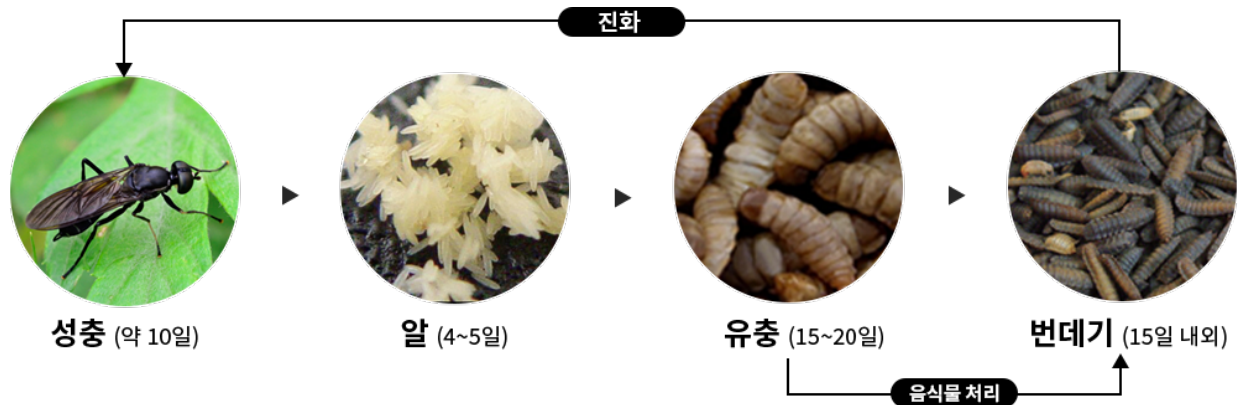 진화
성충 (약 10일)
알 (4~5일)
유충 (15~20일)
번데기 (15일 내외)
음식물 처리